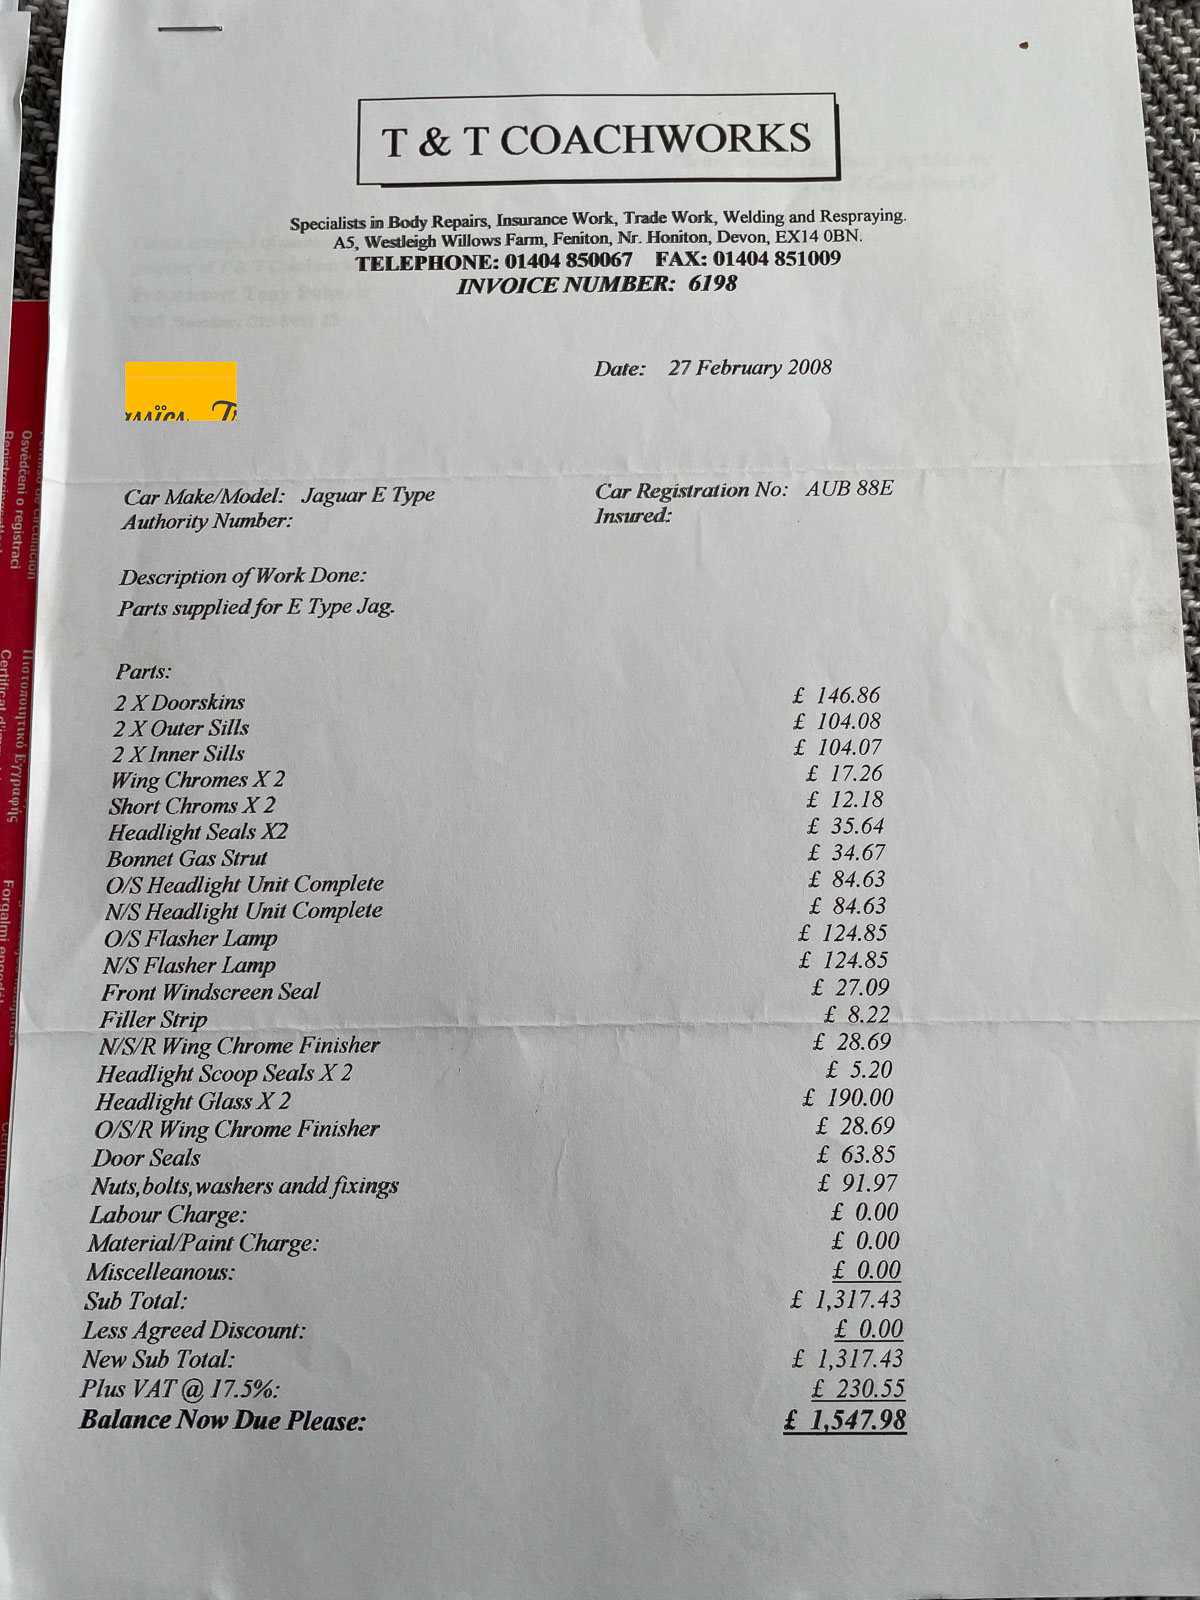 T & T COACHWORKS
Specialists in Body Repairs, Insurance Work, Trade Work, Welding and Respraying.
A5, Westleigh Willows Farm, Feniton, Nr. Honiton, Devon, EX14 0BN.
TELEPHONE: 01404 850067 FAX: 01404 851009
INVOICE NUMBER: 6198
Date: 27 February 2008
Car Make/Model: Jaguar E Type Car Registration No: AUB 88E
Authority Number: Insured:
Description of Work Done:
Parts supplied for E Type Jag.
Parts:
2 X Doorskins £ 146.86
2 X Outer Sills £ 104.08
2 X Inner Sills £ 104.07
Wing Chromes X 2 £ 17.26
Short Chroms X 2 £ 12.18
Headlight Seals X2 £ 35.64
Bonnet Gas Strut £ 34.67
O/S Headlight Unit Complete £ 84.63
N/S Headlight Unit Complete £ 84.63
O/S Flasher Lamp £ 124.85
N/S Flasher Lamp £ 124.85
Front Windscreen Seal £ 27.09
Filler Strip £ 8.22
N/S/R Wing Chrome Finisher £ 28.69
Headlight Scoop Seals X 2 £ 5.20
Headlight Glass X 2 £ 190.00
O/S/R Wing Chrome Finisher £ 28.69
Door Seals £ 63.85
Nuts,bolts,washers andd fixings £ 91.97
Labour Charge: £ 0.00
Material/Paint Charge: £ 0.00
Miscelleanous: £ 0.00
Sub Total: £ 1,317.43
Less Agreed Discount: £ 0.00
New Sub Total: £ 1,317.43
Plus VAT @ 17.5%: £ 230.55
Balance Now Due Please: £ 1,547.98
Osvědčení o registraci
Πιστοποιητικό Εγγραφής
Forgalmi